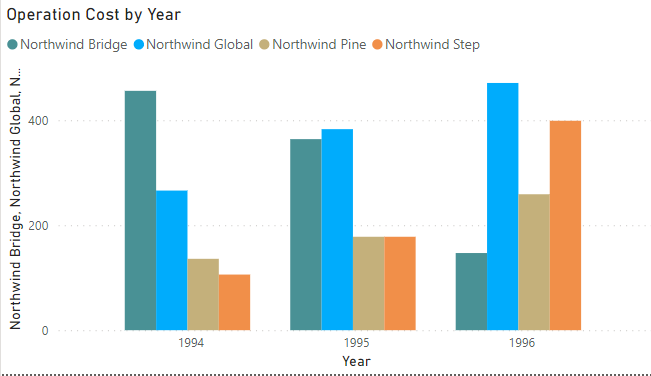 Operation Cost by Year
Northwind Bridge Northwind Global Northwind Pine Northwind Step
Northwind Bridge, Northwind Global, N...
400
200
0
1994 1995 1996
Year